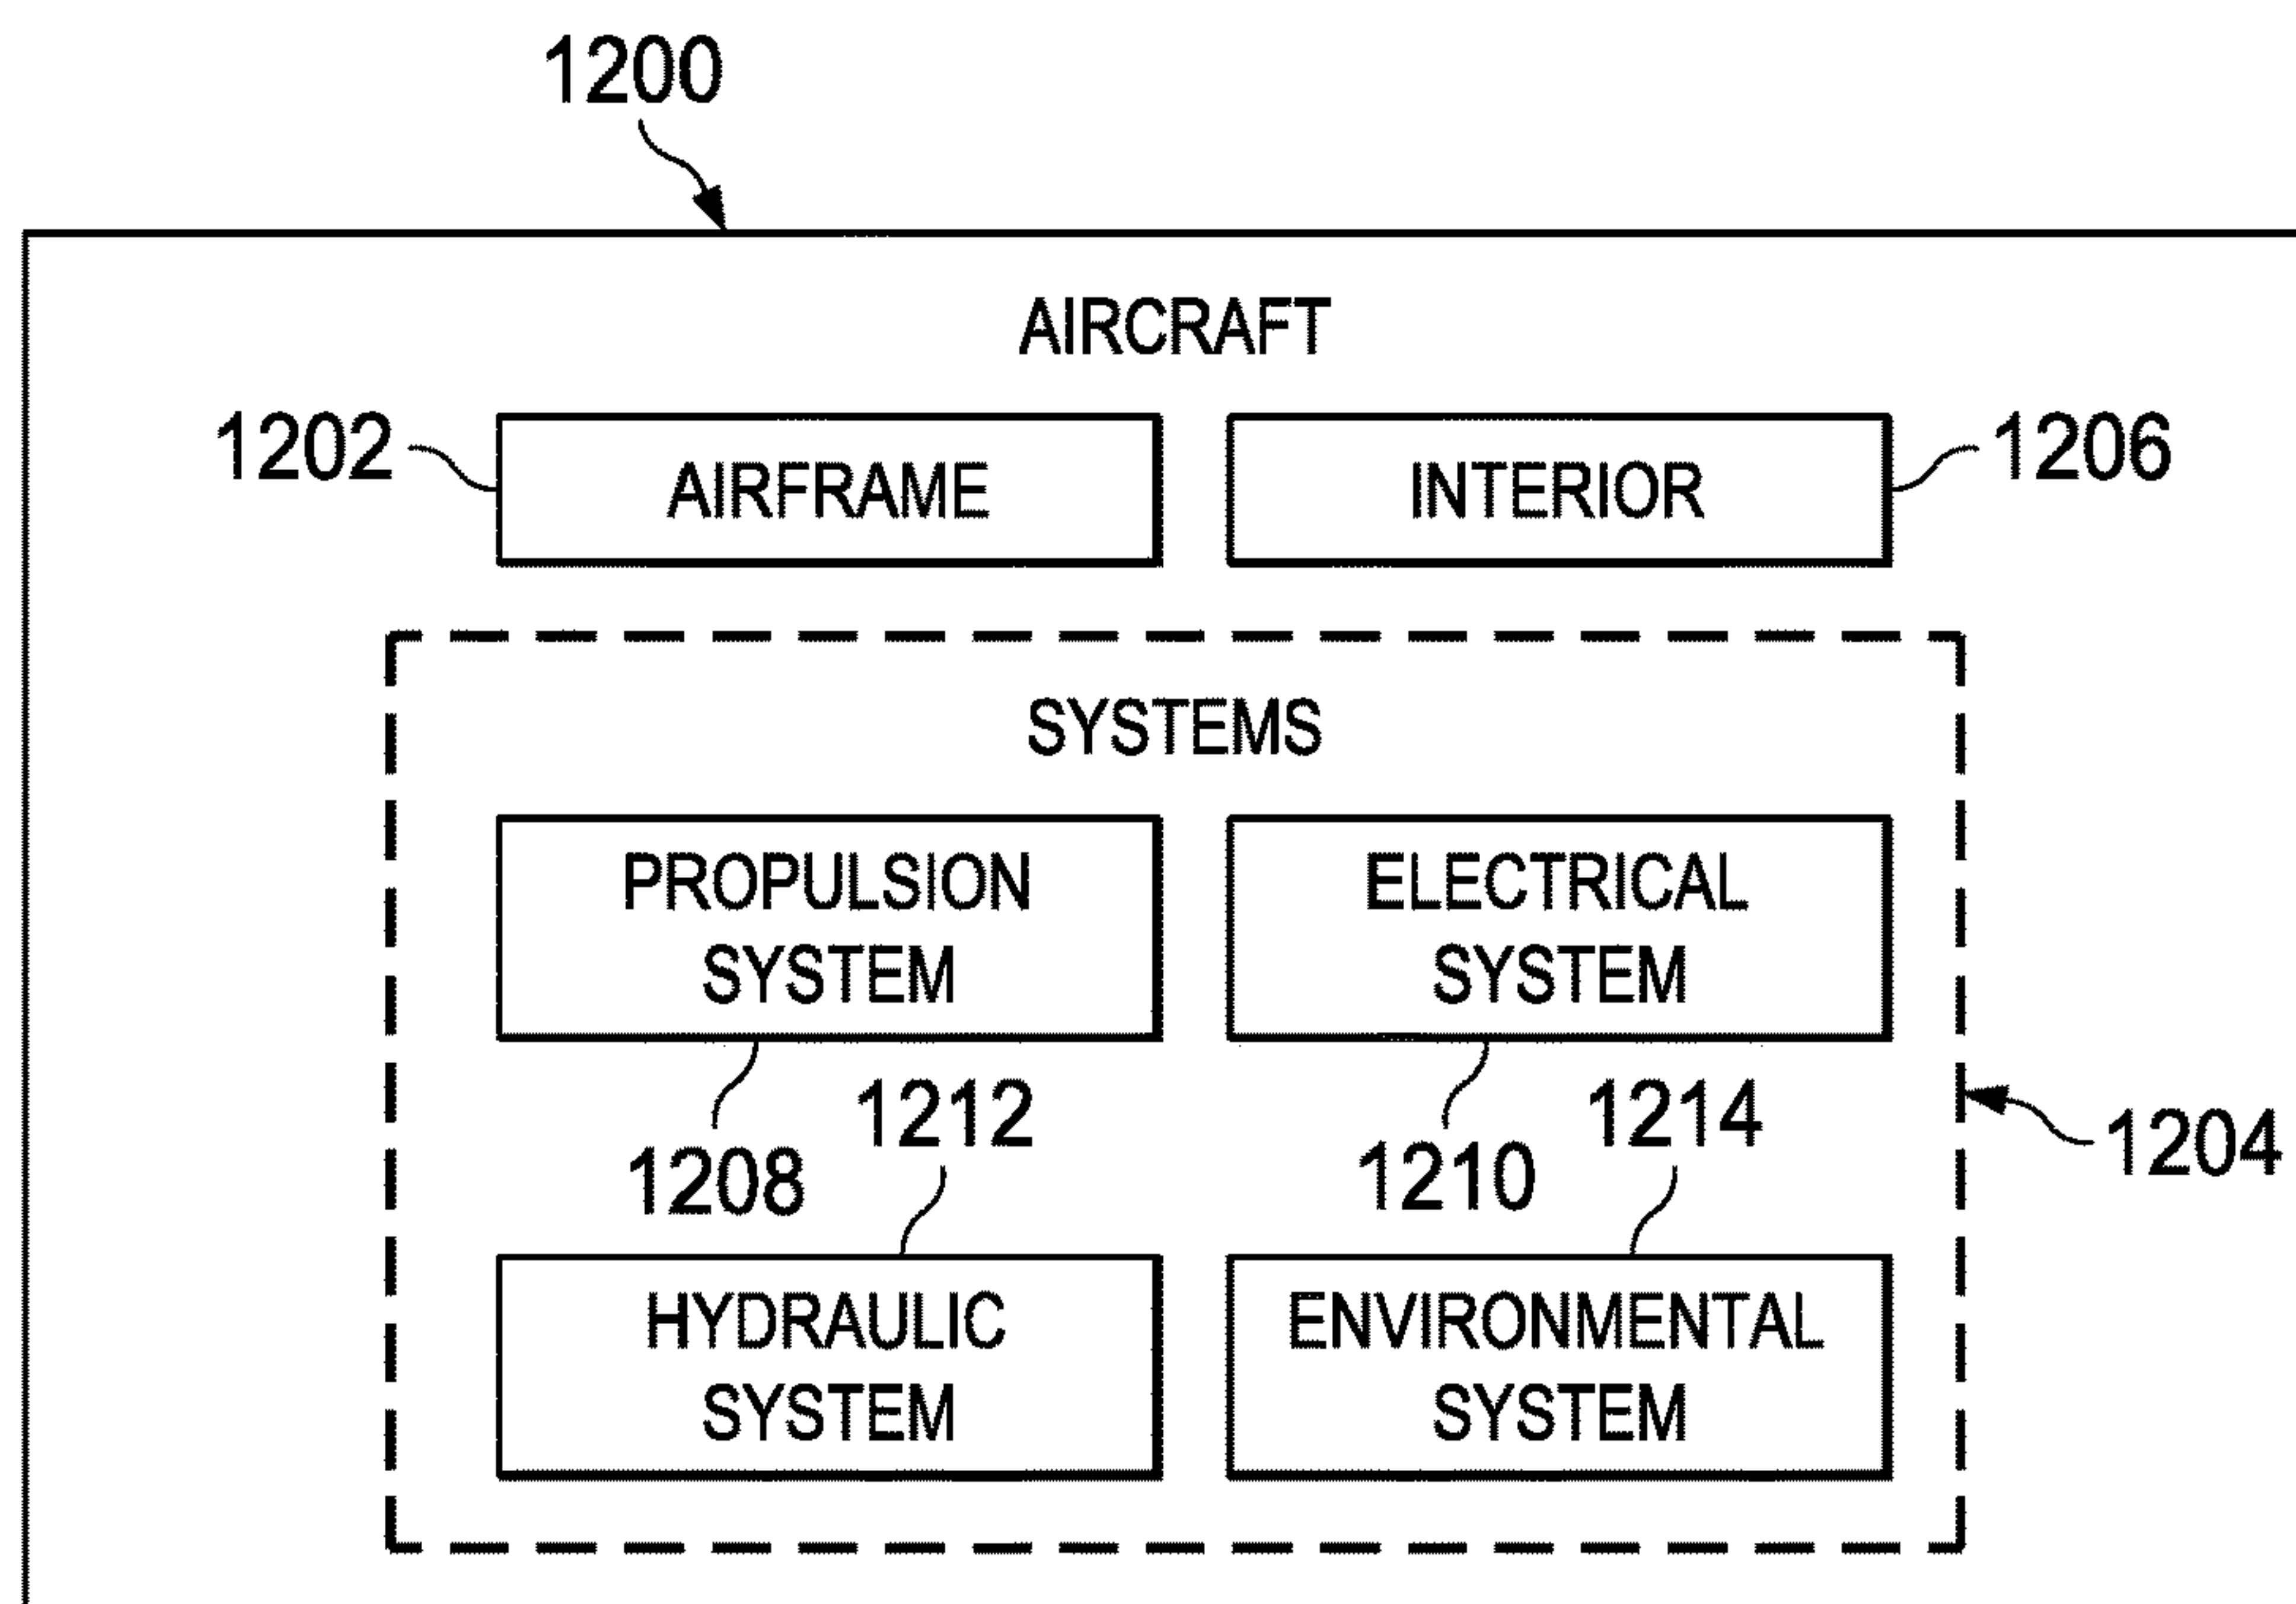 1200
AIRCRAFT
1202
AIRFRAME
INTERIOR
1206
SYSTEMS
PROPULSION
SYSTEM
ELECTRICAL
SYSTEM
1208
1212
1210
1214
1204
HYDRAULIC
SYSTEM
ENVIRONMENTAL
SYSTEM